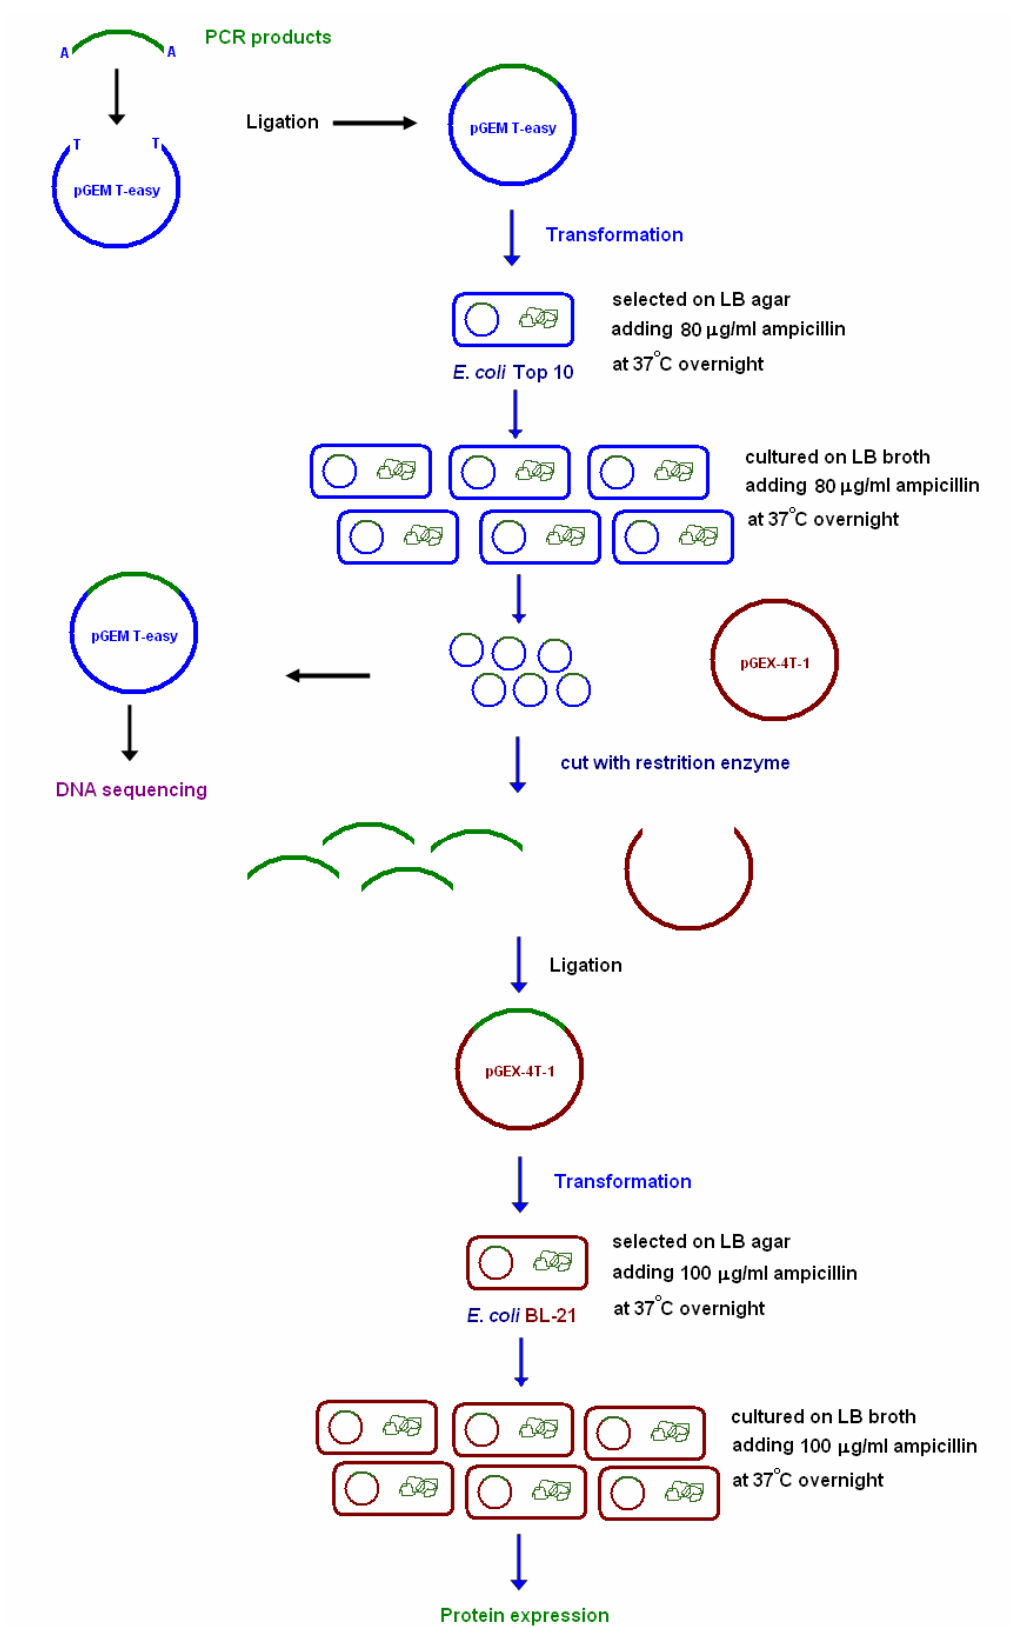 PCR products
A A
T T
pGEM T-easy
Ligation
pGEM T-easy
Transformation
selected on LB agar
adding 80 μg/ml ampicillin
at 37°C overnight
E. coli Top 10
cultured on LB broth
adding 80 μg/ml ampicillin
at 37°C overnight
pGEM T-easy
DNA sequencing
pGEX-4T-1
cut with restrition enzyme
Ligation
pGEX-4T-1
Transformation
selected on LB agar
adding 100 μg/ml ampicillin
at 37°C overnight
E. coli BL-21
cultured on LB broth
adding 100 μg/ml ampicillin
at 37°C overnight
Protein expression